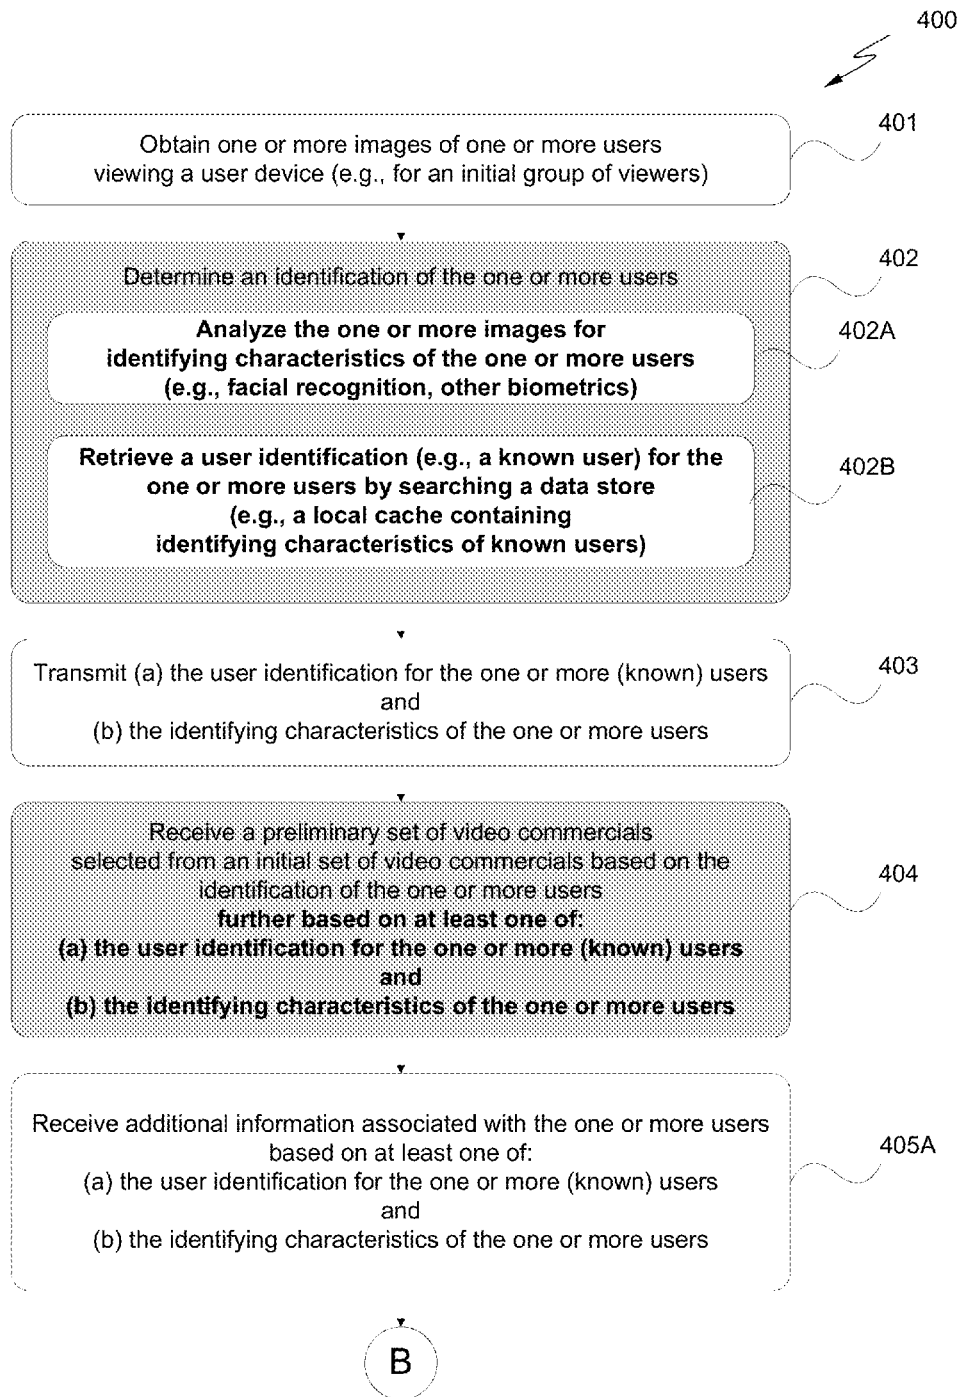 400
Obtain one or more images of one or more users
viewing a user device (e.g., for an initial group of viewers)
401
Determine an identification of the one or more users
402
Analyze the one or more images for
identifying characteristics of the one or more users
(e.g., facial recognition, other biometrics)
402A
Retrieve a user identification (e.g., a known user) for the
one or more users by searching a data store
(e.g., a local cache containing
identifying characteristics of known users)
402B
Transmit (a) the user identification for the one or more (known) users
and
(b) the identifying characteristics of the one or more users
403
Receive a preliminary set of video commercials
selected from an initial set of video commercials based on the
identification of the one or more users
further based on at least one of:
(a) the user identification for the one or more (known) users
and
(b) the identifying characteristics of the one or more users
404
Receive additional information associated with the one or more users
based on at least one of:
(a) the user identification for the one or more (known) users
and
(b) the identifying characteristics of the one or more users
405A
B